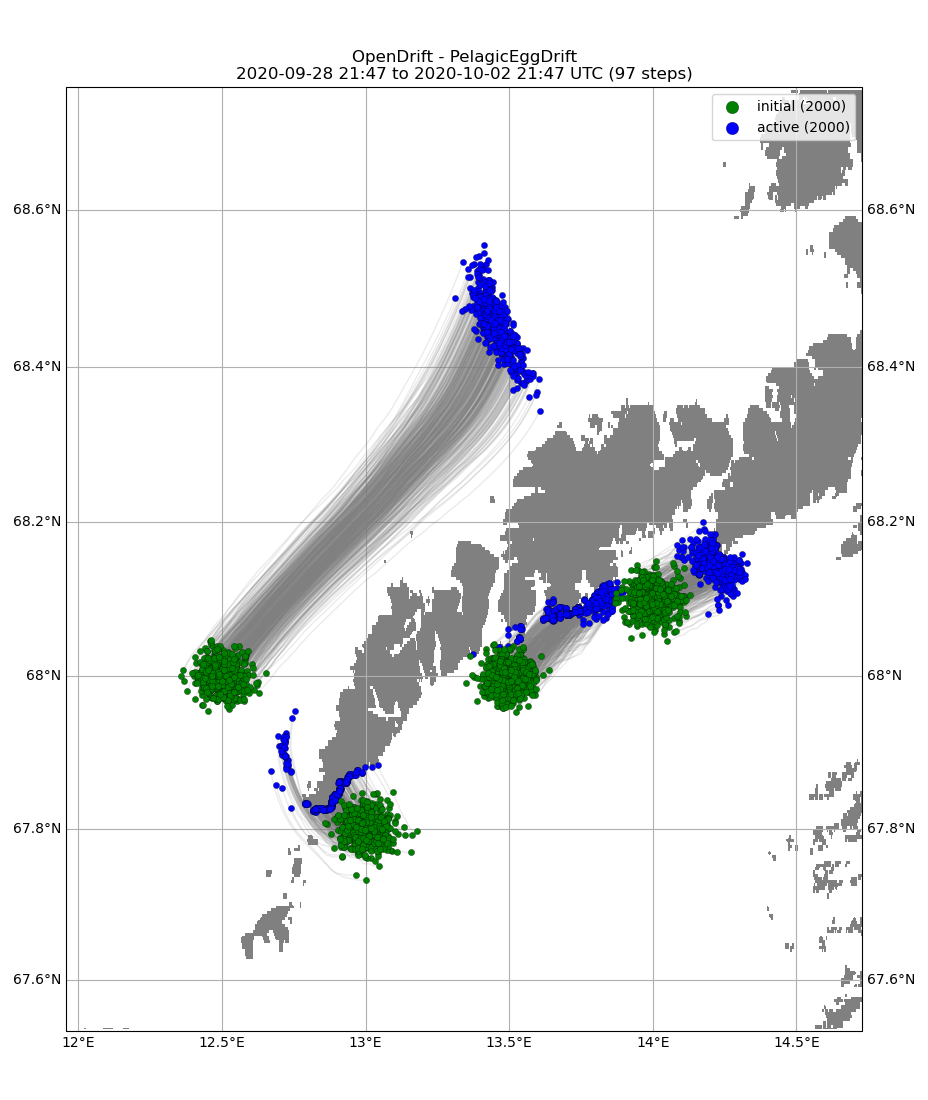 OpenDrift - PelagicEggDrift
2020-09-28 21:47 to 2020-10-02 21:47 UTC (97 steps)
initial (2000)
active (2000)
68.6°N 68.6°N
68.4°N 68.4°N
68.2°N 68.2°N
68°N 68°N
67.8°N 67.8°N
67.6°N 67.6°N
12°E 12.5°E 13°E 13.5°E 14°E 14.5°E